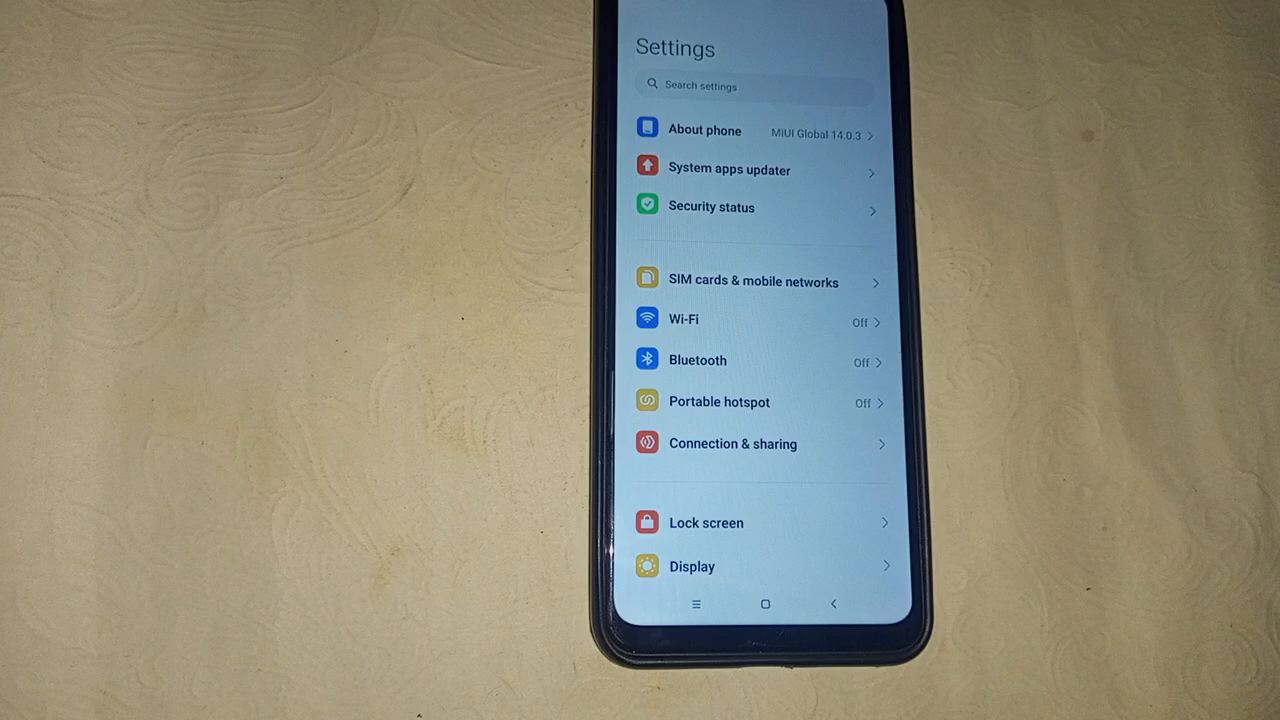 Settings
Search settings
About phone MIUI Global 14.0.3
System apps updater
Security status
SIM cards & mobile networks
Wi-Fi Off
Bluetooth Off
Portable hotspot Off
Connection & sharing
Lock screen
Display